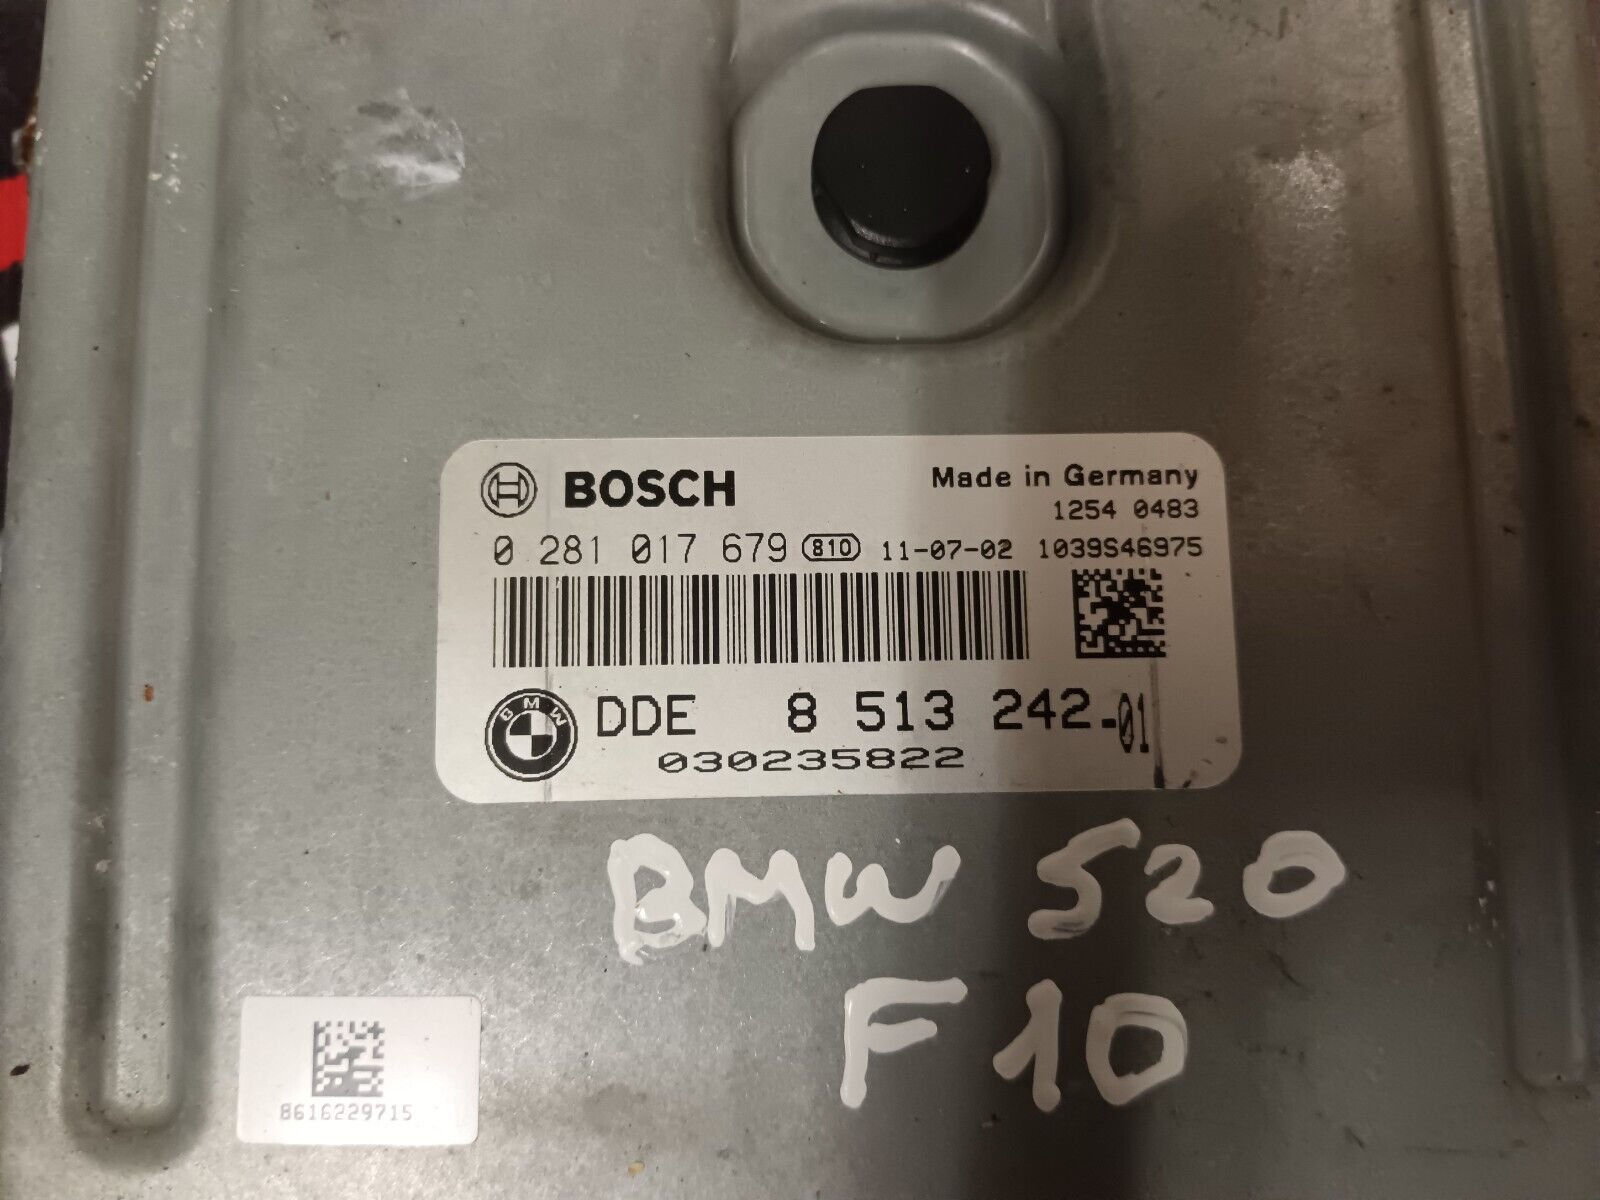 BOSCH
Made in Germany
1254 0483
0 281 017 679 810 11-07-02 1039S46975
BMW
DDE 8 513 242-01
030235822
BMW 520
F10
8616229715